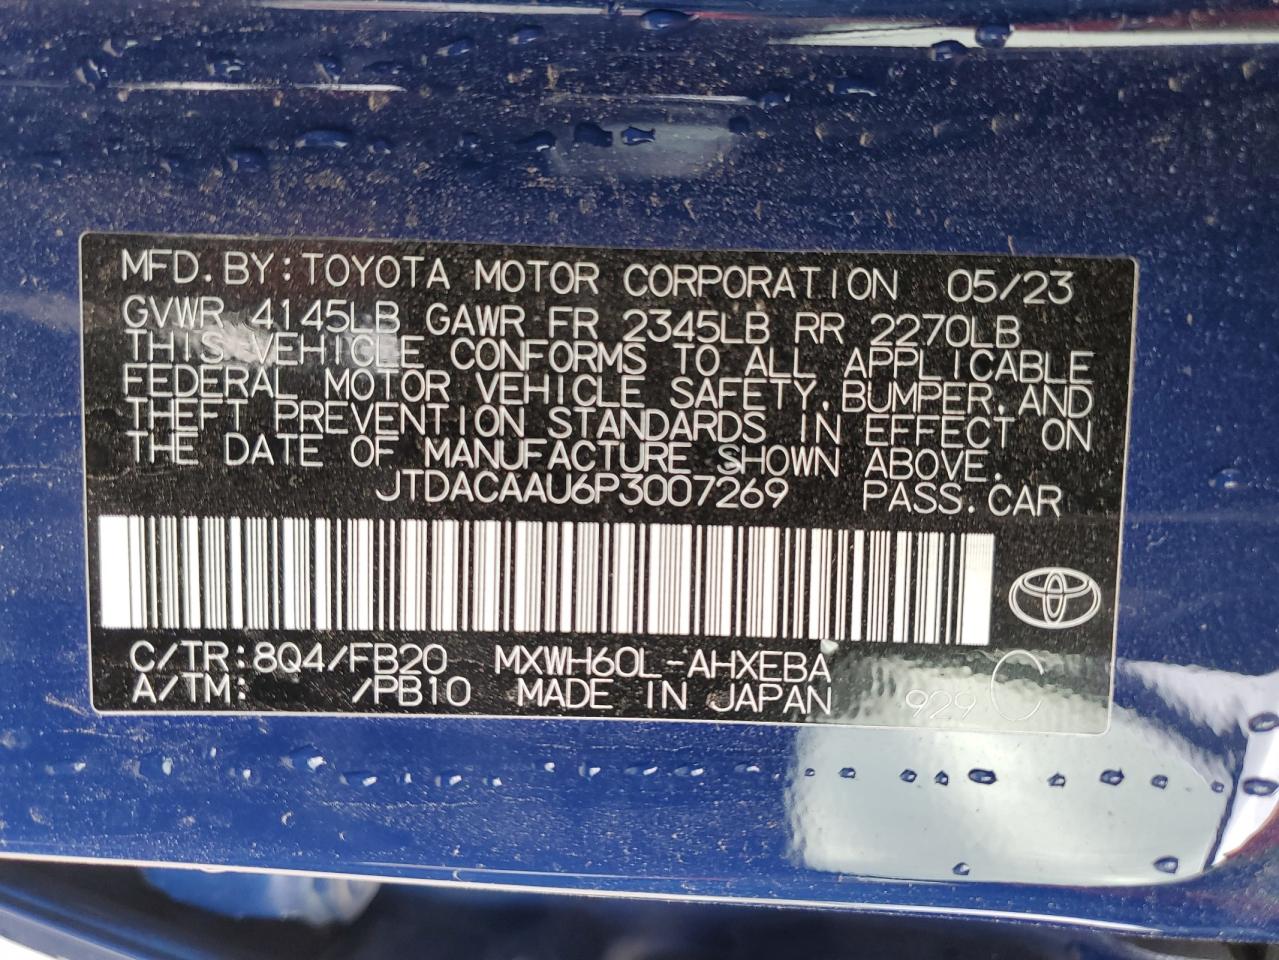 MFD.BY:TOYOTA MOTOR CORPORATION 05/23
GVWR 4145LB GAWR FR 2345LB RR 2270LB
THIS VEHICLE CONFORMS TO ALL APPLICABLE
FEDERAL MOTOR VEHICLE SAFETY,BUMPER,AND
THEFT PREVENTION STANDARDS IN EFFECT ON
THE DATE OF MANUFACTURE SHOWN ABOVE.
JTDACAAU6P3007269 PASS.CAR
C/TR:8Q4/FB20 MXWH60L-AHXEBA
A/TM: /PB10 MADE IN JAPAN 929 C